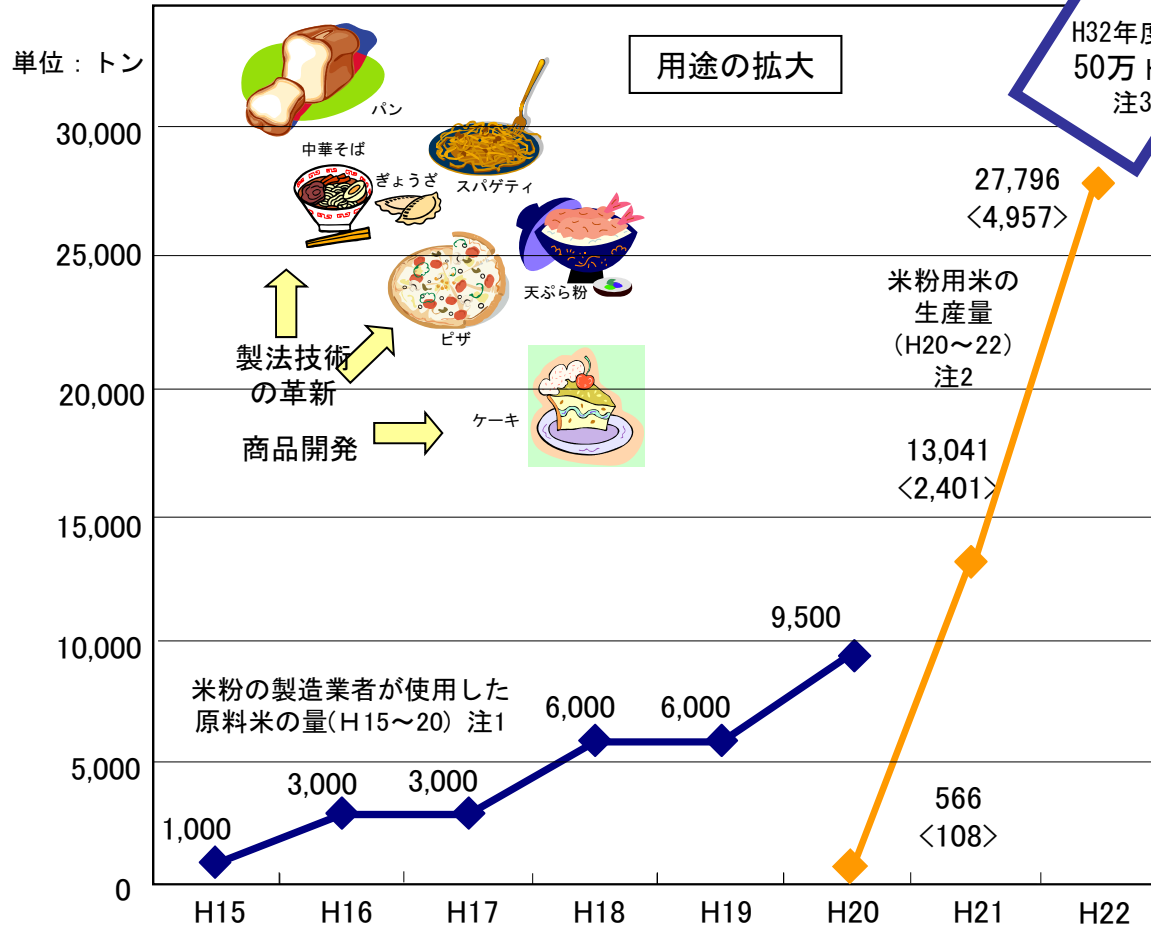 単位：トン
用途の拡大
H32年度
50万
注3
パン
中華そば
ぎょうざ
スパゲティ
天ぷら粉
ピザ
ケーキ
製法技術
の革新
商品開発
30,000
25,000
20,000
15,000
10,000
5,000
0
27,796
<4,957>
米粉用米の
生産量
(H20～22)
注2
13,041
<2,401>
9,500
米粉の製造業者が使用した
原料米の量(H15～20) 注1
6,000
6,000
3,000
3,000
1,000
566
<108>
H15 H16 H17 H18 H19 H20 H21 H22